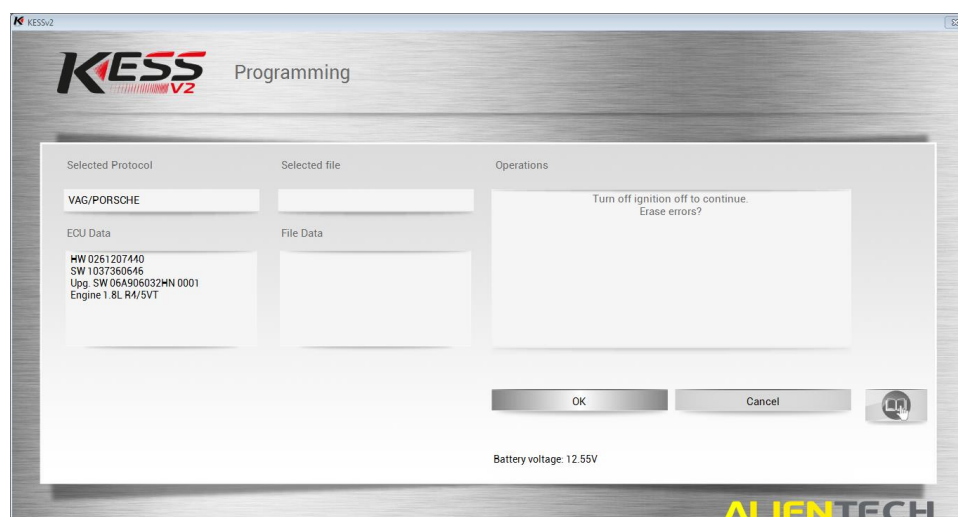 KESSv2
KESS
V2
Programming
Selected Protocol
Selected file
Operations
VAG/PORSCHE
Turn off ignition off to continue.
Erase errors?
ECU Data
File Data
HW 0261207440
SW 1037360646
Upg. SW 06A906032HN 0001
Engine 1.8L R4/5VT
OK
Cancel
Battery voltage: 12.55V
ALIENTECH